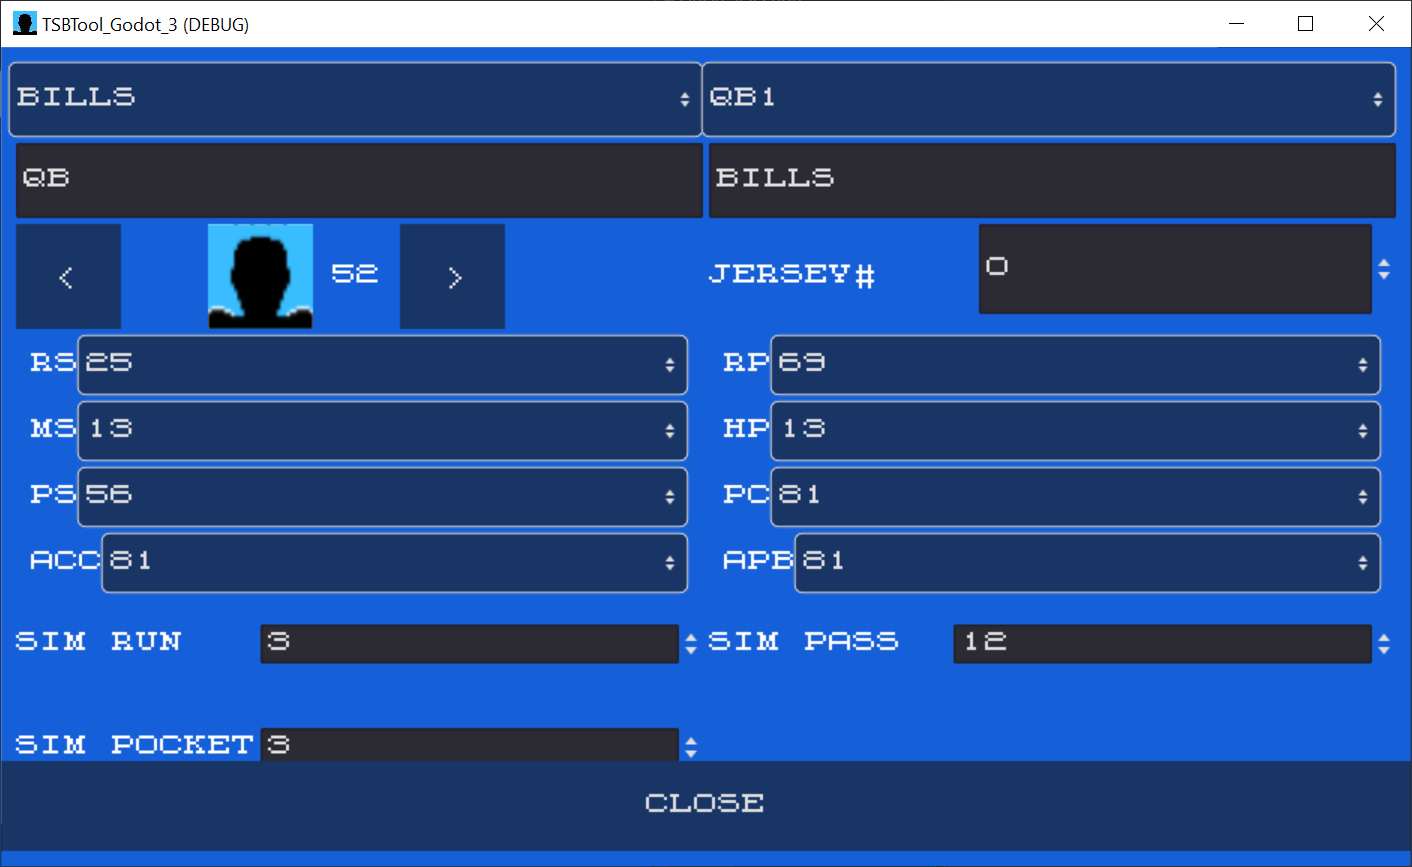 TSBTool_Godot_3 (DEBUG)
BILLS QB1
QB BILLS
< 52 > JERSEY# 0
RS 25 RP 69
MS 13 HP 13
PS 56 PC 81
ACC 81 APB 81
SIM RUN 3 SIM PASS 12
SIM POCKET 3
CLOSE